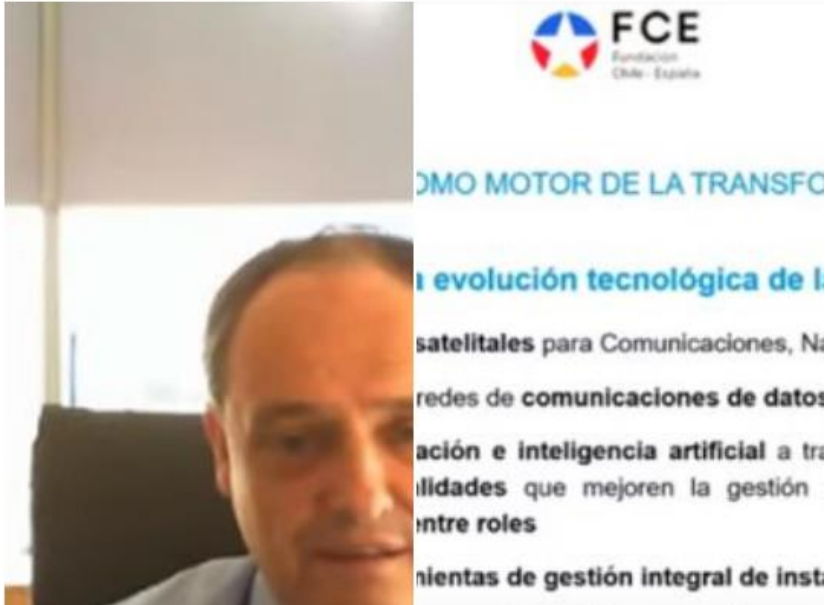 FCE
Fundación
Chile - España
OMO MOTOR DE LA TRANSFO
evolución tecnológica de la
satelitales para Comunicaciones, Na
redes de comunicaciones de datos
ación e inteligencia artificial a tra
lidades que mejoren la gestión
entre roles
mientas de gestión integral de insta